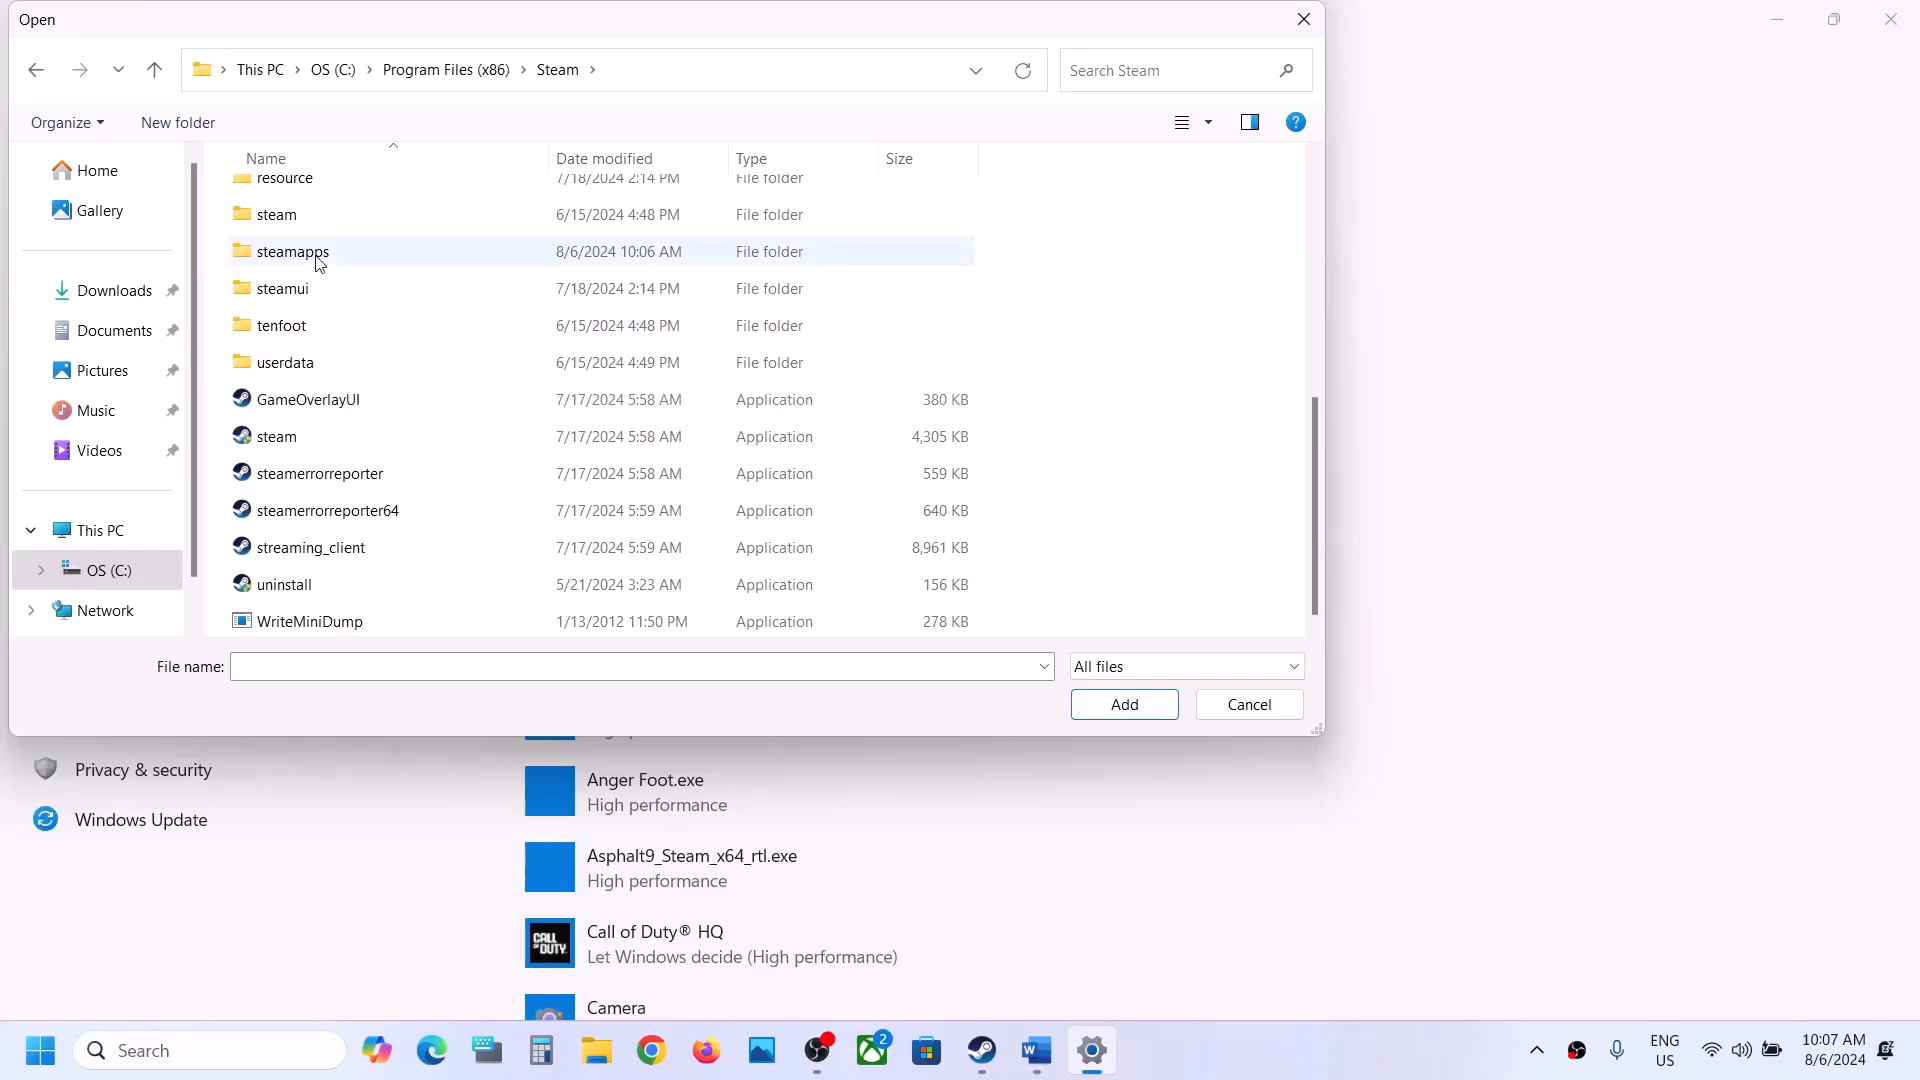 Open
This PC > OS (C:) > Program Files (x86) > Steam >
Search Steam
Organize
New folder
Home
Gallery
Downloads
Documents
Pictures
Music
Videos
This PC
OS (C:)
Network
Name Date modified Type Size
resource 7/18/2024 2:14 PM File folder
steam 6/15/2024 4:48 PM File folder
steamapps 8/6/2024 10:06 AM File folder
steamui 7/18/2024 2:14 PM File folder
tenfoot 6/15/2024 4:48 PM File folder
userdata 6/15/2024 4:49 PM File folder
GameOverlayUI 7/17/2024 5:58 AM Application 380 KB
steam 7/17/2024 5:58 AM Application 4,305 KB
steamerrorreporter 7/17/2024 5:58 AM Application 559 KB
steamerrorreporter64 7/17/2024 5:59 AM Application 640 KB
streaming_client 7/17/2024 5:59 AM Application 8,961 KB
uninstall 5/21/2024 3:23 AM Application 156 KB
WriteMiniDump 1/13/2012 11:50 PM Application 278 KB
File name:
All files
Add
Cancel
Privacy & security
Windows Update
Anger Foot.exe
High performance
Asphalt9_Steam_x64_rtl.exe
High performance
CALL OF DUTY
Call of Duty® HQ
Let Windows decide (High performance)
Camera
Search
2
ENG
US
10:07 AM
8/6/2024